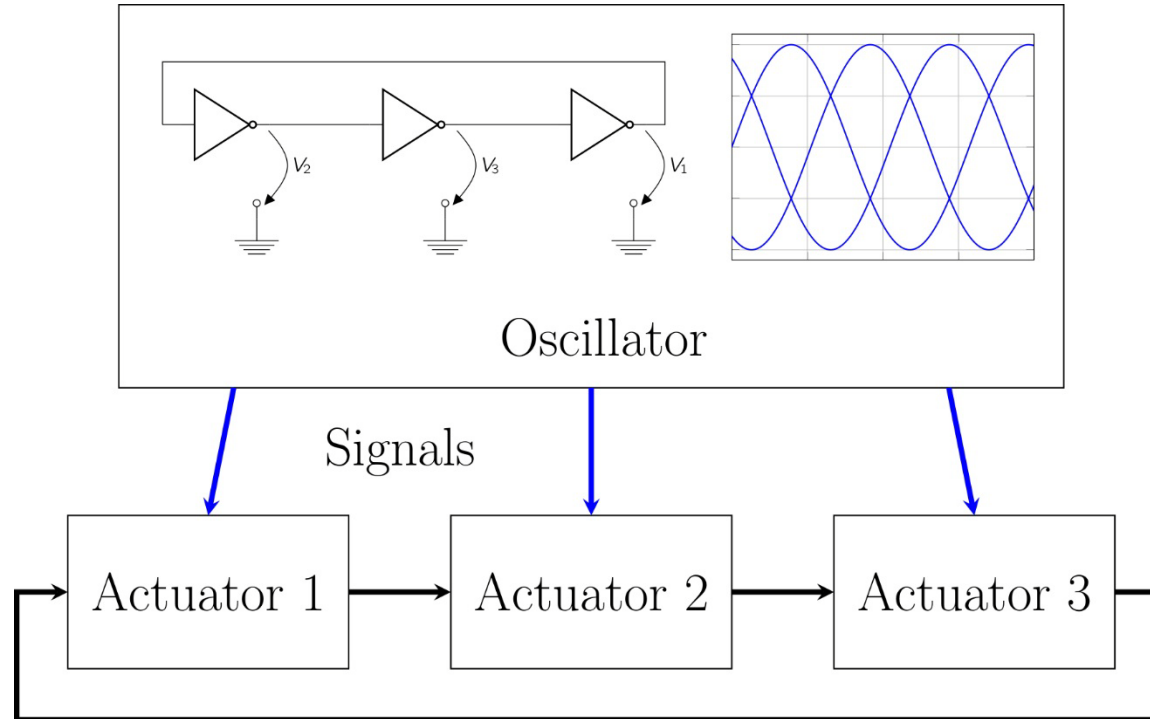 V2
V3
V1
Oscillator
Signals
Actuator 1
Actuator 2
Actuator 3